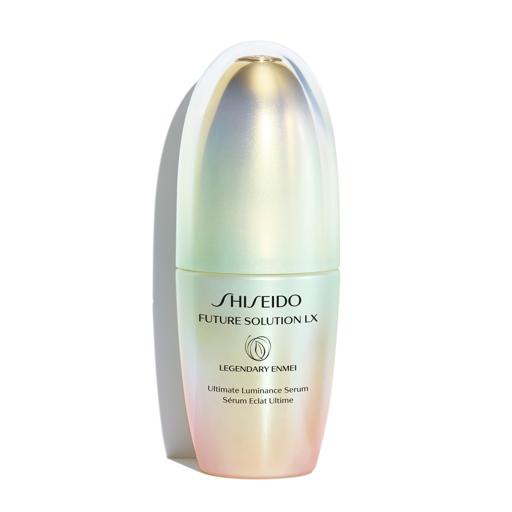 SHISEIDO
FUTURE SOLUTION LX
LEGENDARY ENMEI
Ultimate Luminance Serum
Sérum Eclat Ultime